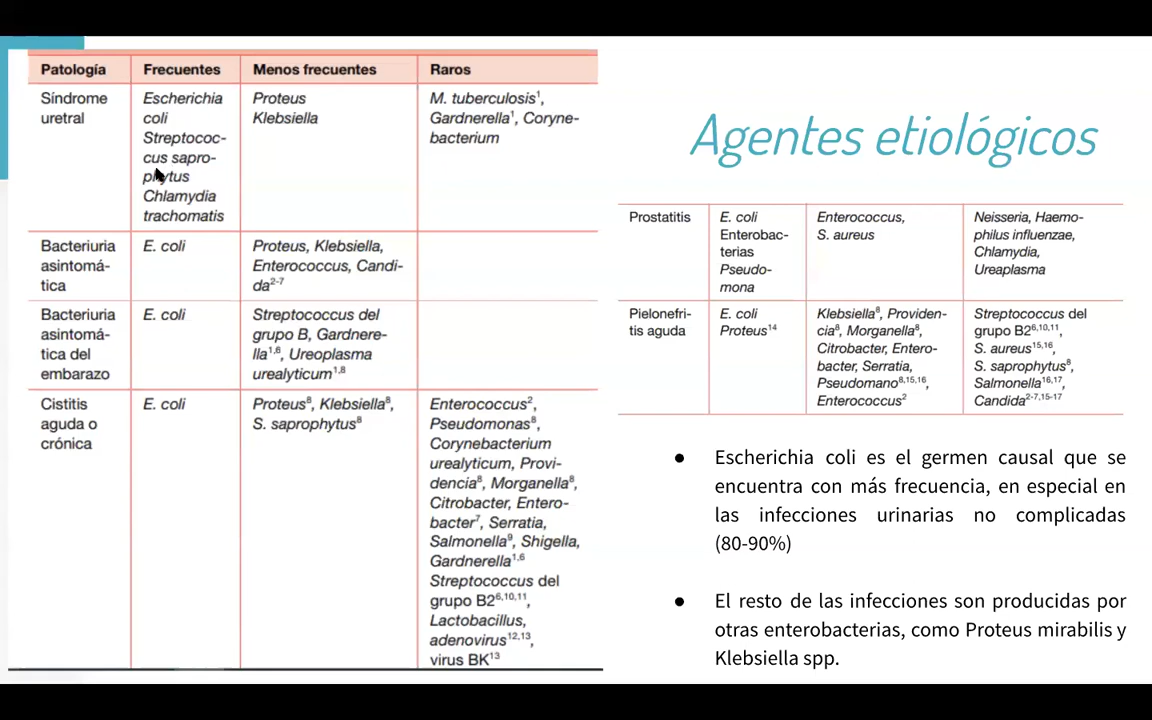 Patología Frecuentes Menos frecuentes Raros
Síndrome
uretral
Escherichia
coli
Streptococ-
cus sapro-
phytus
Chlamydia
trachomatis
Proteus
Klebsiella
M. tuberculosis¹,
Gardnerella¹, Coryne-
bacterium
Bacteriuria
asintomá-
tica
E. coli
Proteus, Klebsiella,
Enterococcus, Candi-
da²⁻⁷
Bacteriuria
asintomá-
tica del
embarazo
E. coli
Streptococcus del
grupo B, Gardnere-
lla¹,⁶, Ureoplasma
urealyticum¹,⁸
Cistitis
aguda o
crónica
E. coli
Proteus⁸, Klebsiella⁸,
S. saprophytus⁸
Enterococcus²,
Pseudomonas⁸,
Corynebacterium
urealyticum, Provi-
dencia⁸, Morganella⁸,
Citrobacter, Entero-
bacter⁷, Serratia,
Salmonella⁹, Shigella,
Gardnerella¹,⁶
Streptococcus del
grupo B2⁶,¹⁰,¹¹,
Lactobacillus,
adenovirus¹²,¹³,
virus BK¹³
Agentes etiológicos
Prostatitis
E. coli
Enterobac-
terias
Pseudo-
mona
Enterococcus,
S. aureus
Neisseria, Haemo-
philus influenzae,
Chlamydia,
Ureaplasma
Pielonefri-
tis aguda
E. coli
Proteus¹⁴
Klebsiella⁸, Providen-
cia⁸, Morganella⁸,
Citrobacter, Entero-
bacter, Serratia,
Pseudomano⁸,¹⁵,¹⁶
Enterococcus²
Streptococcus del
grupo B2⁶,¹⁰,¹¹,
S. aureus¹⁵,¹⁶,
S. saprophytus⁸,
Salmonella¹⁶,¹⁷,
Candida²⁻⁷,¹⁵⁻¹⁷
● Escherichia coli es el germen causal que se
encuentra con más frecuencia, en especial en
las infecciones urinarias no complicadas
(80-90%)
● El resto de las infecciones son producidas por
otras enterobacterias, como Proteus mirabilis y
Klebsiella spp.